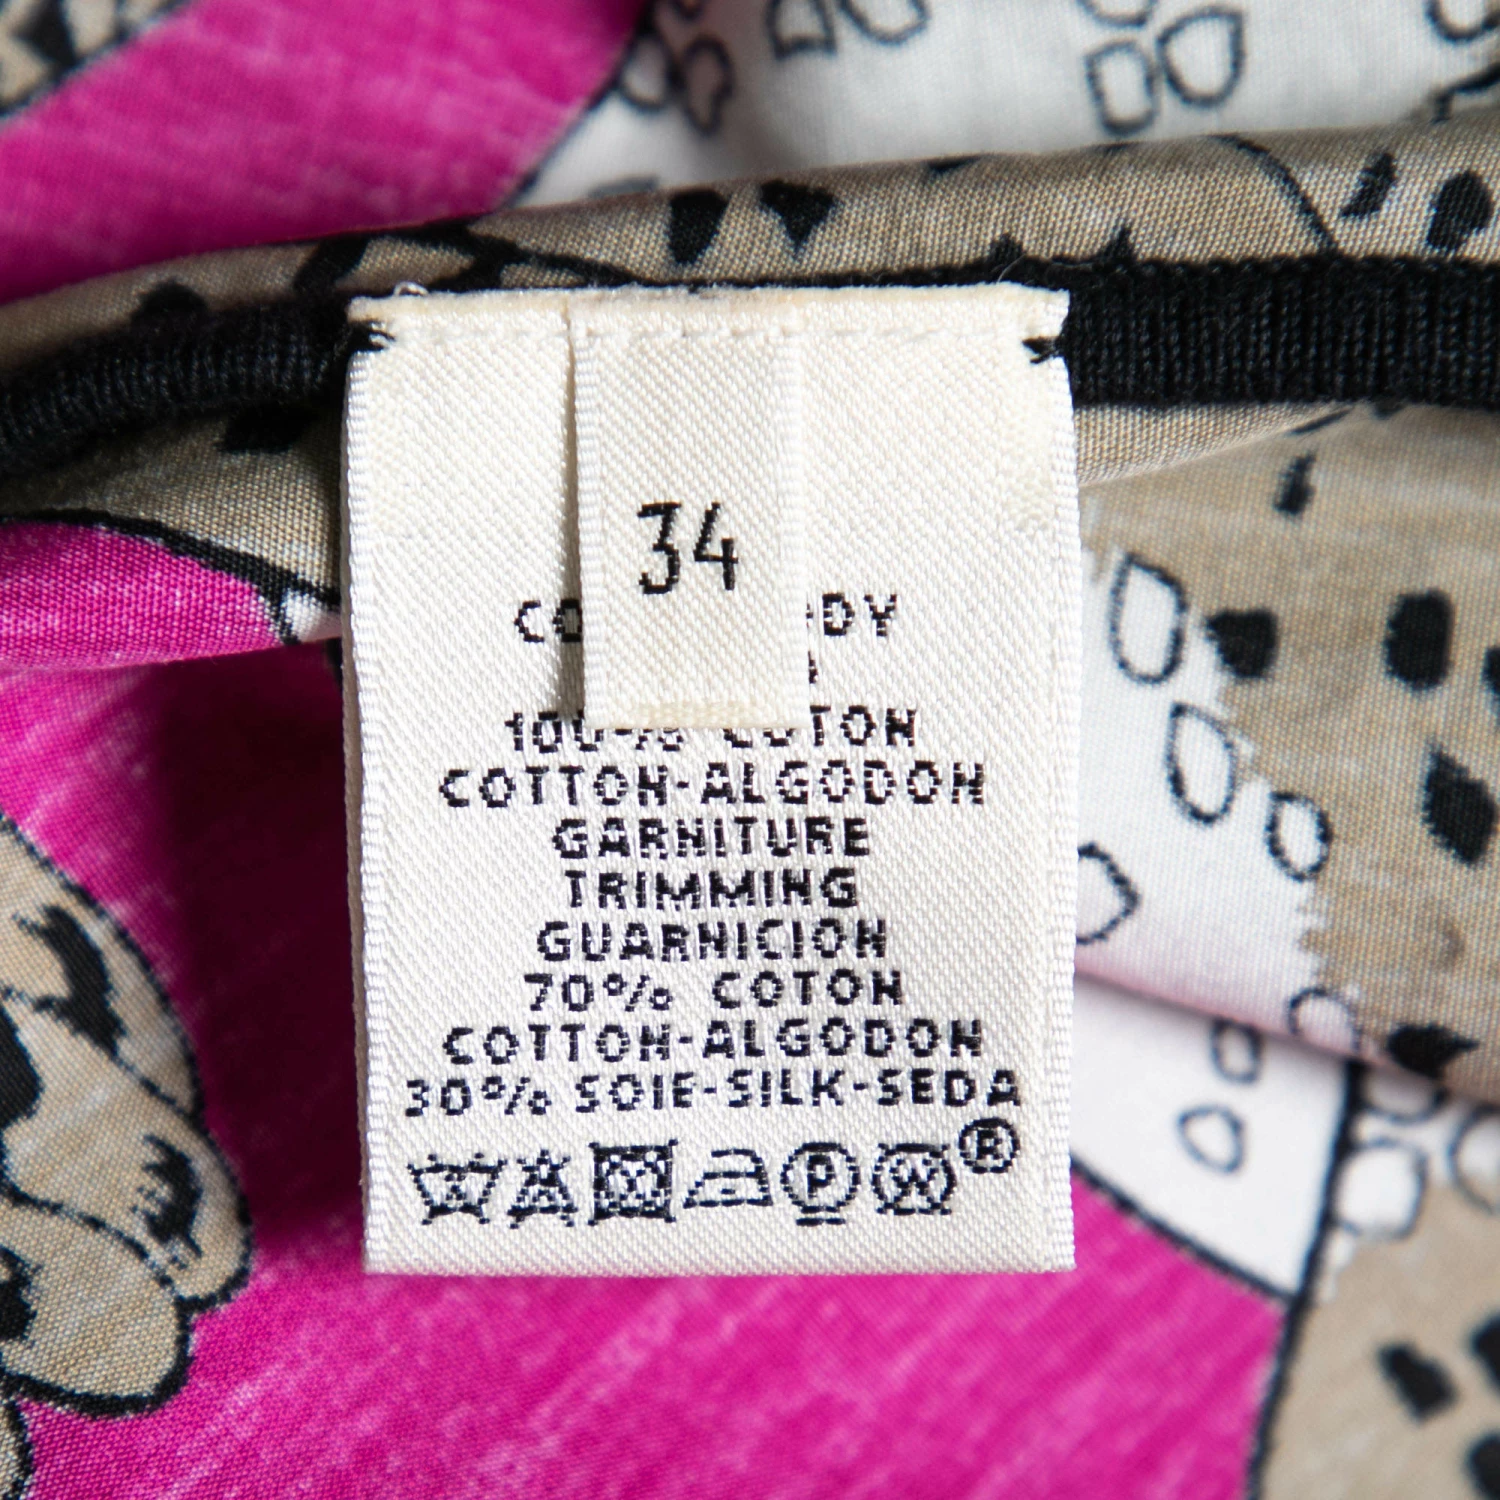 34
100% COTON
COTTON-ALGODON
GARNITURE
TRIMMING
GUARNICION
70% COTON
COTTON-ALGODON
30% SOIE-SILK-SEDA
P W ®